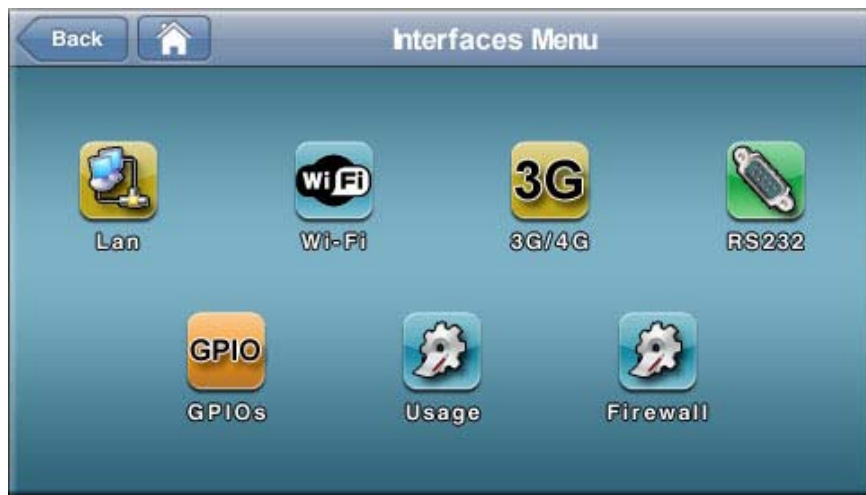 Back
Interfaces Menu
Wi Fi
3G
Lan
Wi-Fi
3G/4G
RS232
GPIO
GPIOs
Usage
Firewall